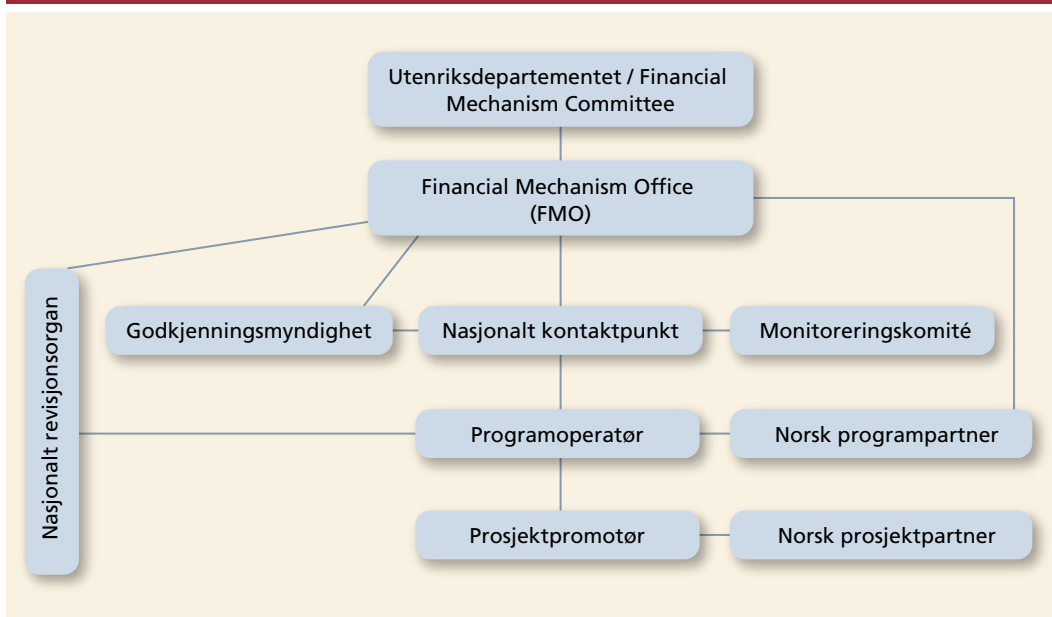 Utenriksdepartementet / Financial
Mechanism Committee
Financial Mechanism Office
(FMO)
Nasjonalt revisjonsorgan
Godkjenningsmyndighet
Nasjonalt kontaktpunkt
Monitoreringskomité
Programoperatør
Norsk programpartner
Prosjektpromotør
Norsk prosjektpartner